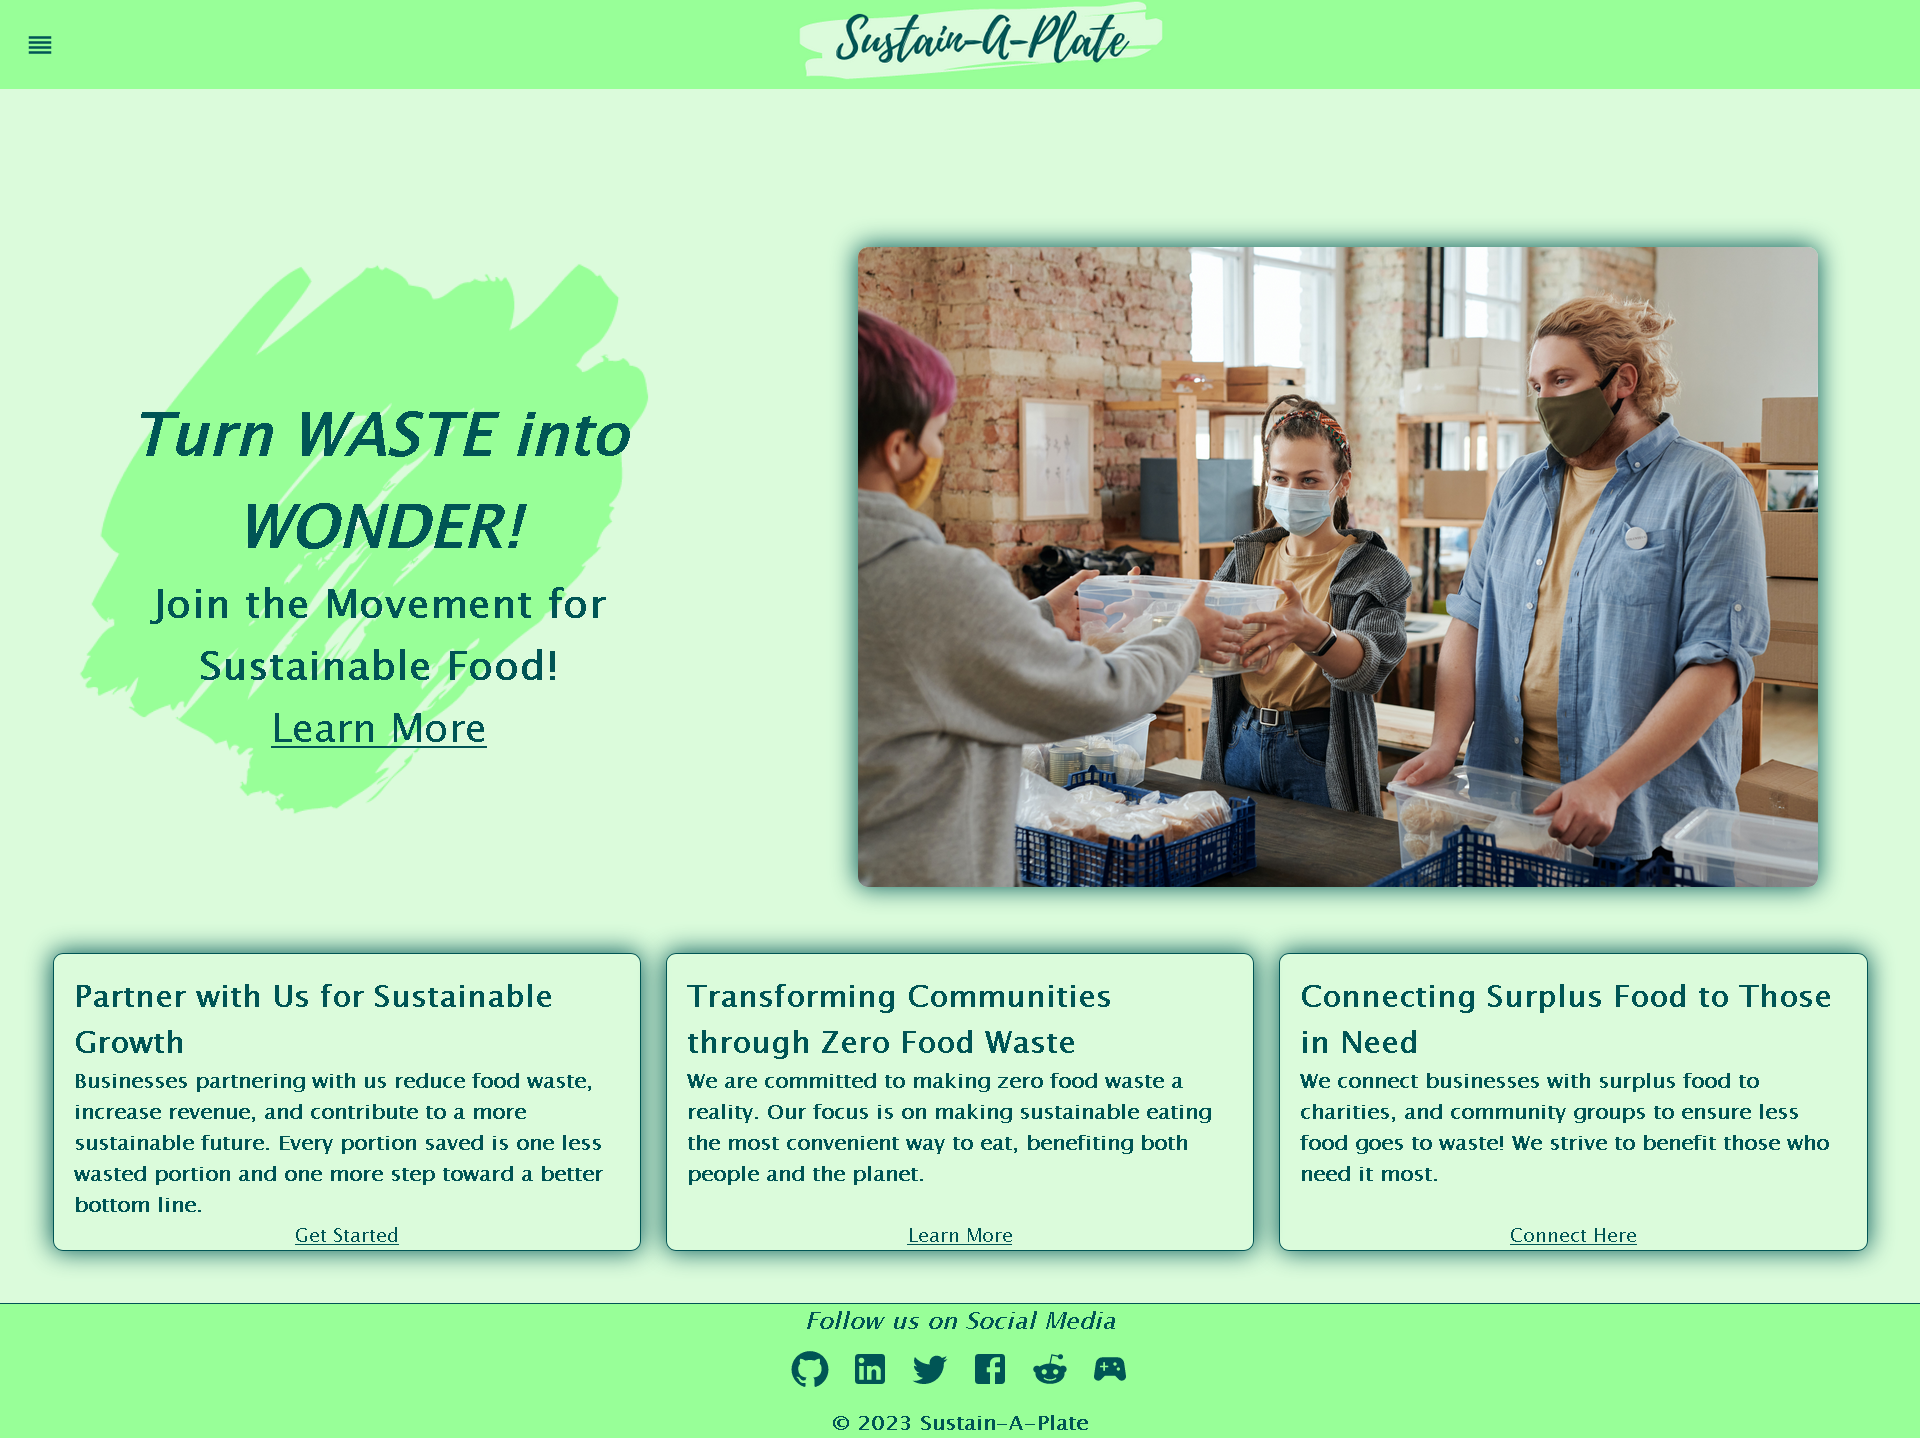 Sustain-A-Plate
Turn WASTE into
WONDER!
Join the Movement for
Sustainable Food!
Learn More
Partner with Us for Sustainable
Growth
Businesses partnering with us reduce food waste,
increase revenue, and contribute to a more
sustainable future. Every portion saved is one less
wasted portion and one more step toward a better
bottom line.
Get Started
Transforming Communities
through Zero Food Waste
We are committed to making zero food waste a
reality. Our focus is on making sustainable eating
the most convenient way to eat, benefiting both
people and the planet.
Learn More
Connecting Surplus Food to Those
in Need
We connect businesses with surplus food to
charities, and community groups to ensure less
food goes to waste! We strive to benefit those who
need it most.
Connect Here
Follow us on Social Media
© 2023 Sustain-A-Plate